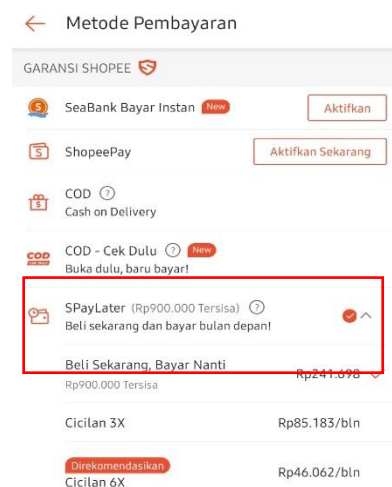 Metode Pembayaran
GARANSI SHOPEE
SeaBank Bayar Instan New
Aktifkan
ShopeePay
Aktifkan Sekarang
COD ?
Cash on Delivery
COD
COD - Cek Dulu ? New
Buka dulu, baru bayar!
SPayLater (Rp900.000 Tersisa) ?
Beli sekarang dan bayar bulan depan!
Beli Sekarang, Bayar Nanti
Rp900.000 Tersisa
Rp241.698
Cicilan 3X
Rp85.183/bln
Direkomendasikan
Cicilan 6X
Rp46.062/bln